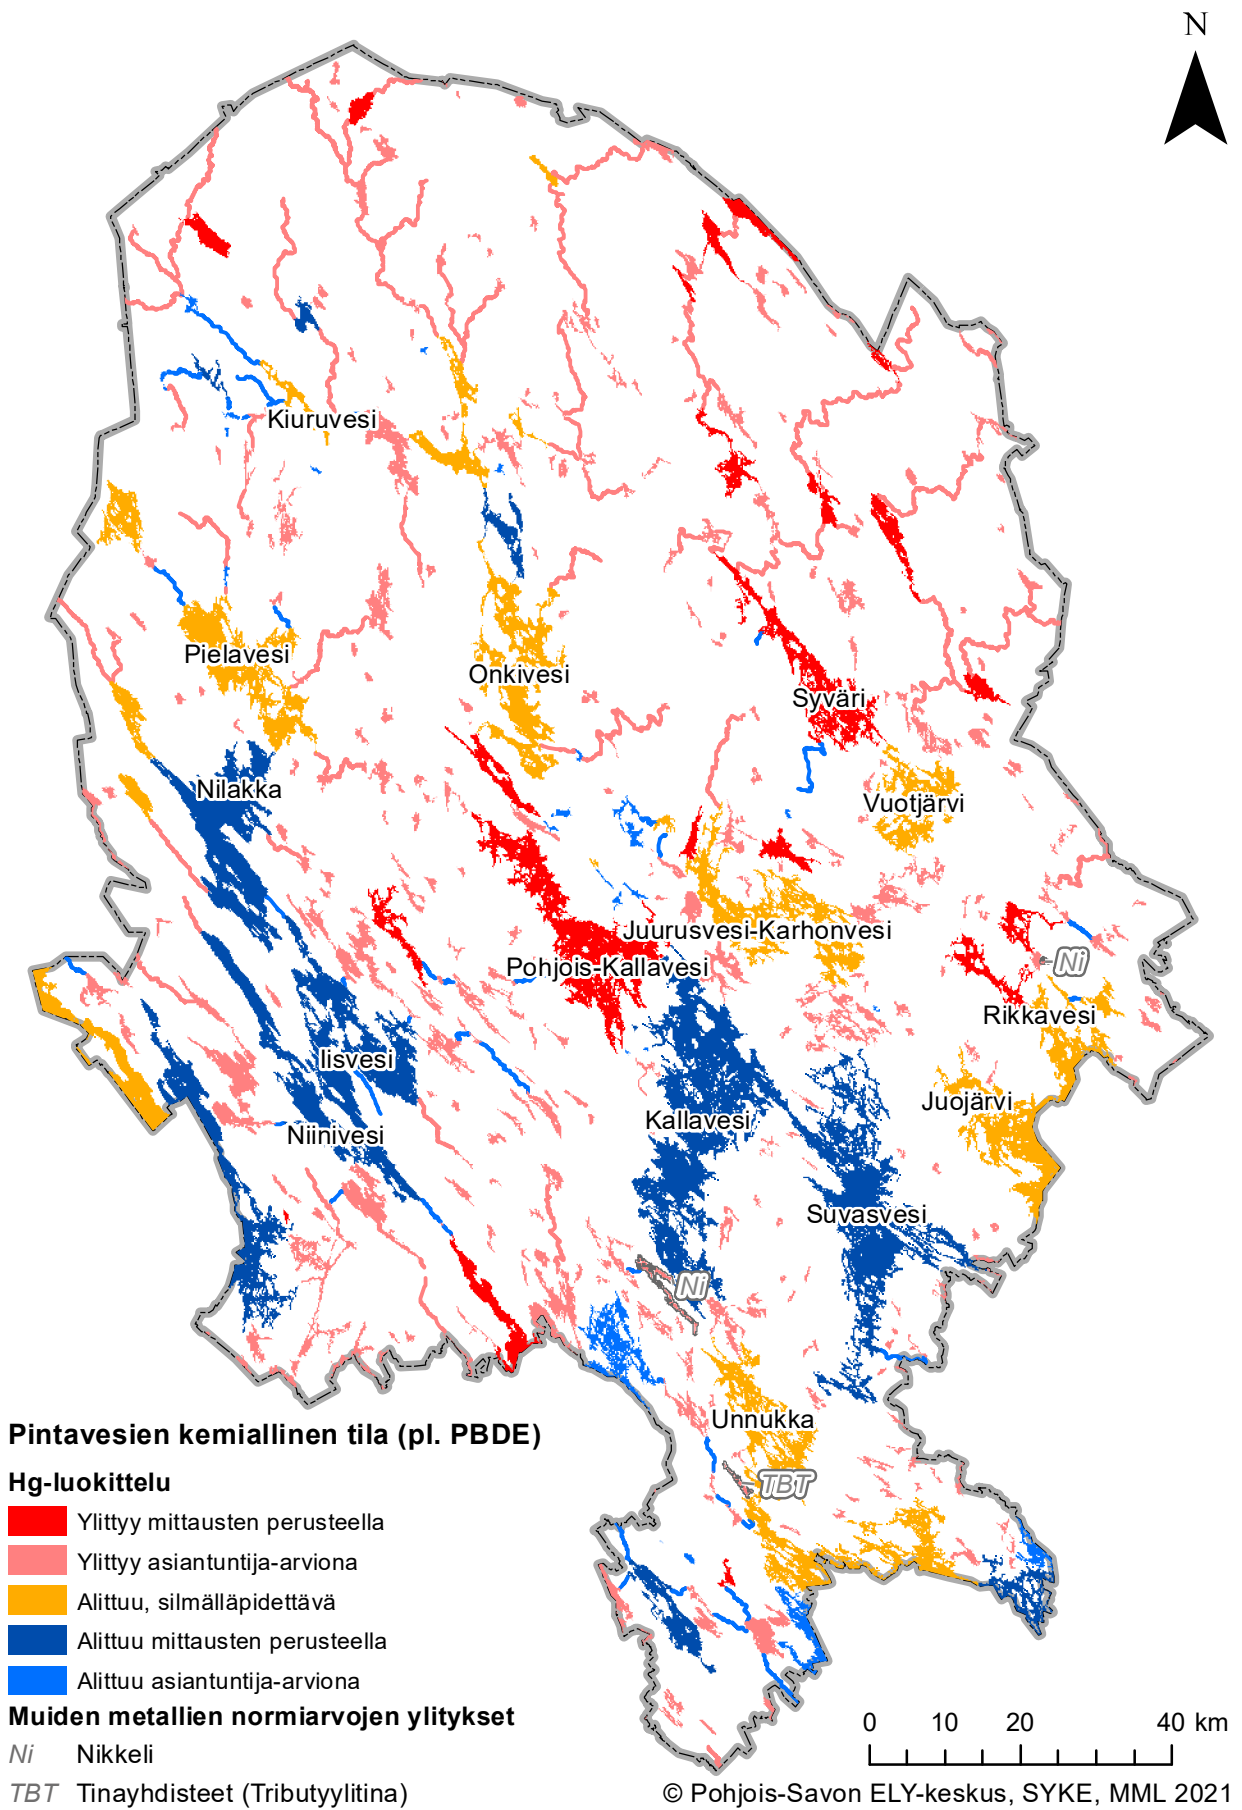 N
Kiuruvesi
Pielavesi
Onkivesi
Syväri
Nilakka
Vuotjärvi
Juurusvesi-Karhonvesi
Pohjois-Kallavesi
Ni
Rikkavesi
Iisvesi
Juojärvi
Kallavesi
Niinivesi
Suvasvesi
Ni
Unnukka
TBT
Pintavesien kemiallinen tila (pl. PBDE)
Hg-luokittelu
Ylittyy mittausten perusteella
Ylittyy asiantuntija-arviona
Alittuu, silmälläpidettävä
Alittuu mittausten perusteella
Alittuu asiantuntija-arviona
Muiden metallien normiarvojen ylitykset
Ni Nikkeli
TBT Tinayhdisteet (Tributyylitina)
0 10 20 40 km
© Pohjois-Savon ELY-keskus, SYKE, MML 2021